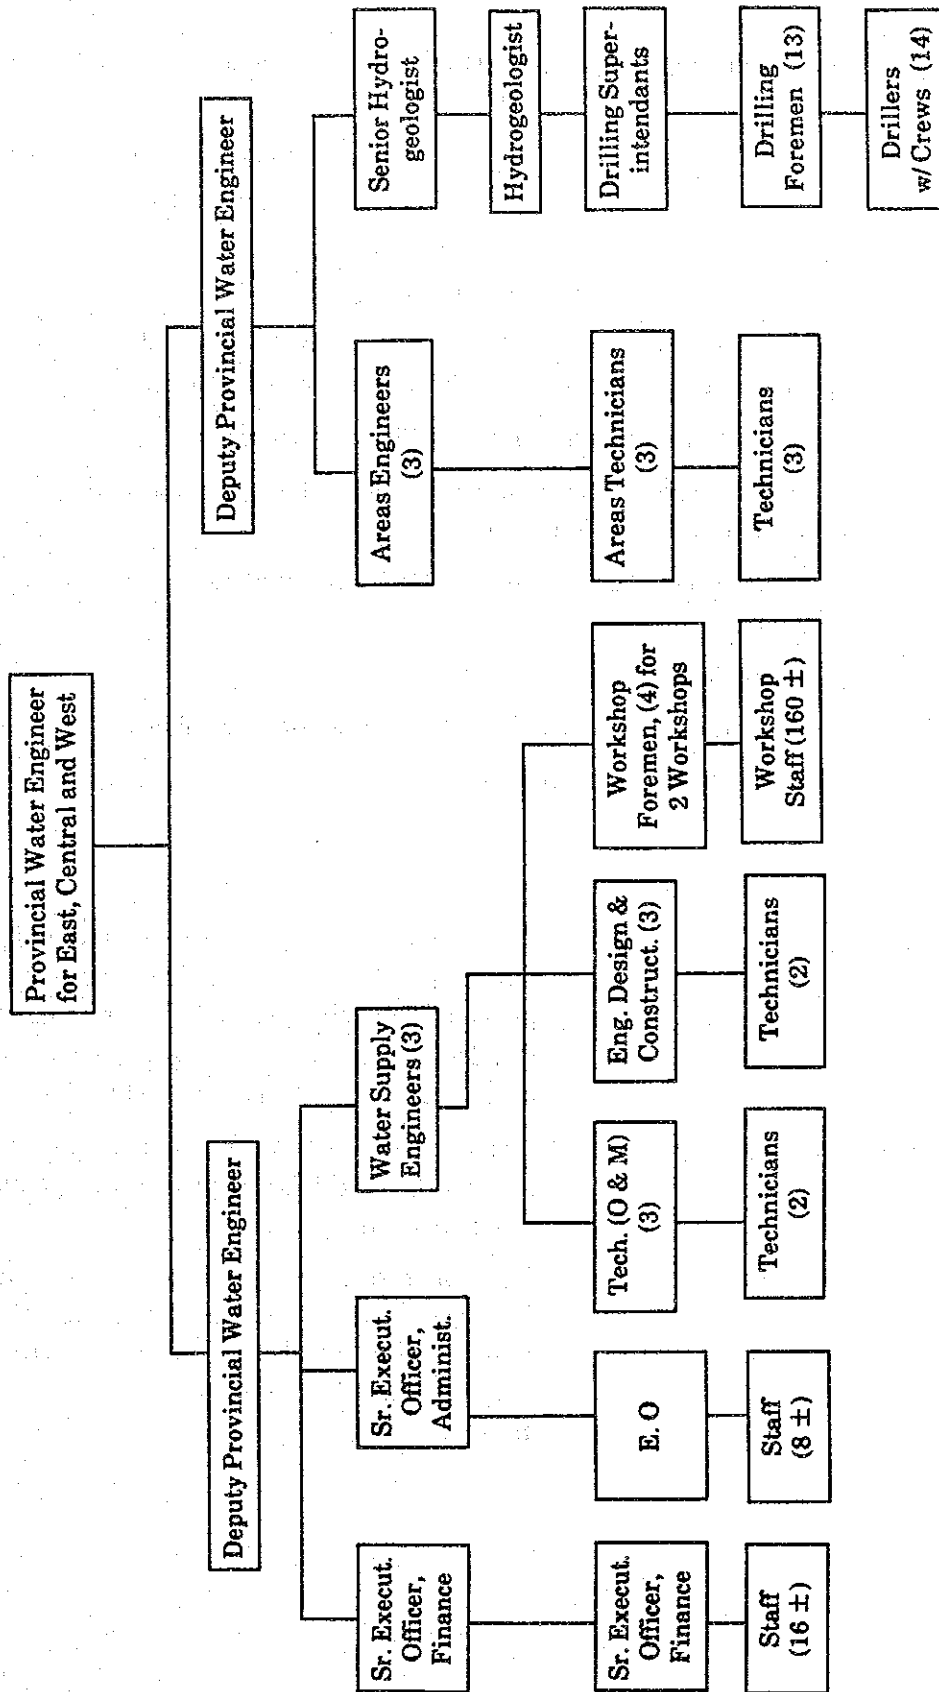 Provincial Water Engineer
for East, Central and West
Deputy Provincial Water Engineer
Deputy Provincial Water Engineer
Sr. Execut.
Officer,
Finance
Sr. Execut.
Officer,
Administ.
Water Supply
Engineers (3)
Areas Engineers
(3)
Senior Hydro-
geologist
Hydrogeologist
Sr. Execut.
Officer,
Finance
E. O
Tech. (O & M)
(3)
Eng. Design &
Construct. (3)
Workshop
Foremen, (4) for
2 Workshops
Areas Technicians
(3)
Drilling Super-
intendants
Staff
(16 ±)
Staff
(8 ±)
Technicians
(2)
Technicians
(2)
Workshop
Staff (160 ±)
Technicians
(3)
Drilling
Foremen (13)
Drillers
w/ Crews (14)